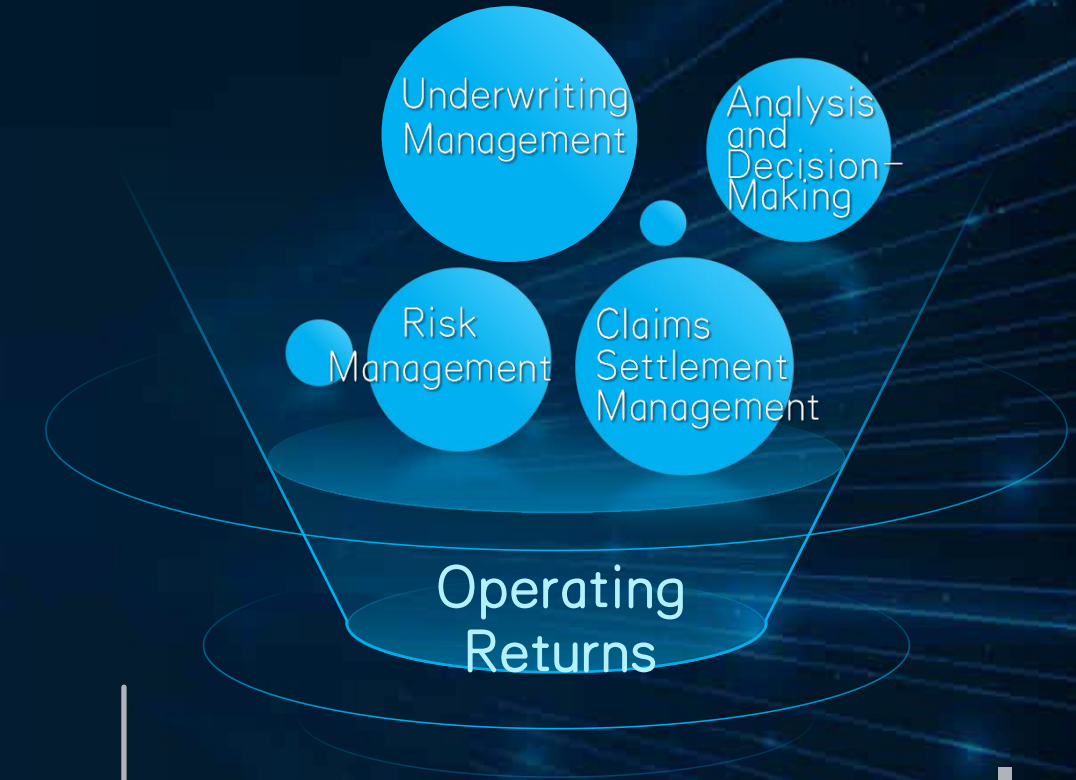 Underwriting
Management
Analysis
and
Decision-
Making
Risk
Management
Claims
Settlement
Management
Operating
Returns